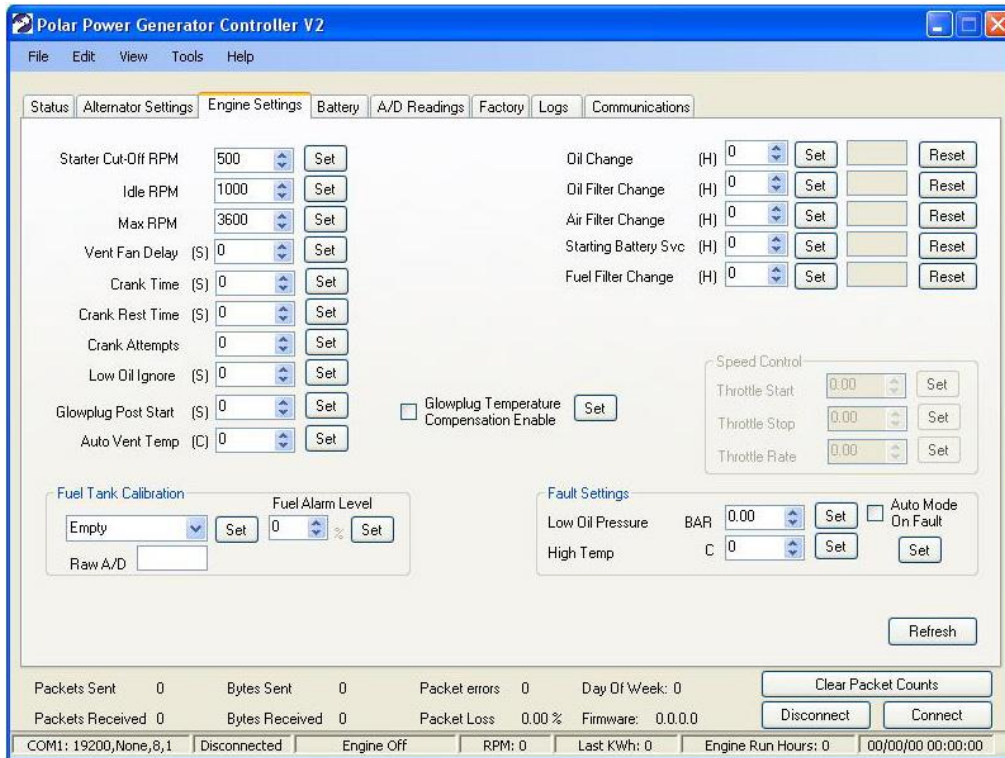 Polar Power Generator Controller V2
File Edit View Tools Help
Status Alternator Settings Engine Settings Battery A/D Readings Factory Logs Communications
Starter Cut-Off RPM 500 Set
Idle RPM 1000 Set
Max RPM 3600 Set
Vent Fan Delay (S) 0 Set
Crank Time (S) 0 Set
Crank Rest Time (S) 0 Set
Crank Attempts 0 Set
Low Oil Ignore (S) 0 Set
Glowplug Post Start (S) 0 Set
Auto Vent Temp (C) 0 Set
Glowplug Temperature
Compensation Enable
Set
Oil Change (H) 0 Set Reset
Oil Filter Change (H) 0 Set Reset
Air Filter Change (H) 0 Set Reset
Starting Battery Svc (H) 0 Set Reset
Fuel Filter Change (H) 0 Set Reset
Speed Control
Throttle Start 0.00 Set
Throttle Stop 0.00 Set
Throttle Rate 0.00 Set
Fuel Tank Calibration
Fuel Alarm Level
Empty Set 0 % Set
Raw A/D
Fault Settings
Low Oil Pressure BAR 0.00 Set
High Temp C 0 Set
Auto Mode
On Fault
Set
Refresh
Packets Sent 0 Bytes Sent 0 Packet errors 0 Day Of Week: 0 Clear Packet Counts
Packets Received 0 Bytes Received 0 Packet Loss 0.00 % Firmware: 0.0.0.0 Disconnect Connect
COM1: 19200,None,8,1 Disconnected Engine Off RPM: 0 Last KWh: 0 Engine Run Hours: 0 00/00/00 00:00:00